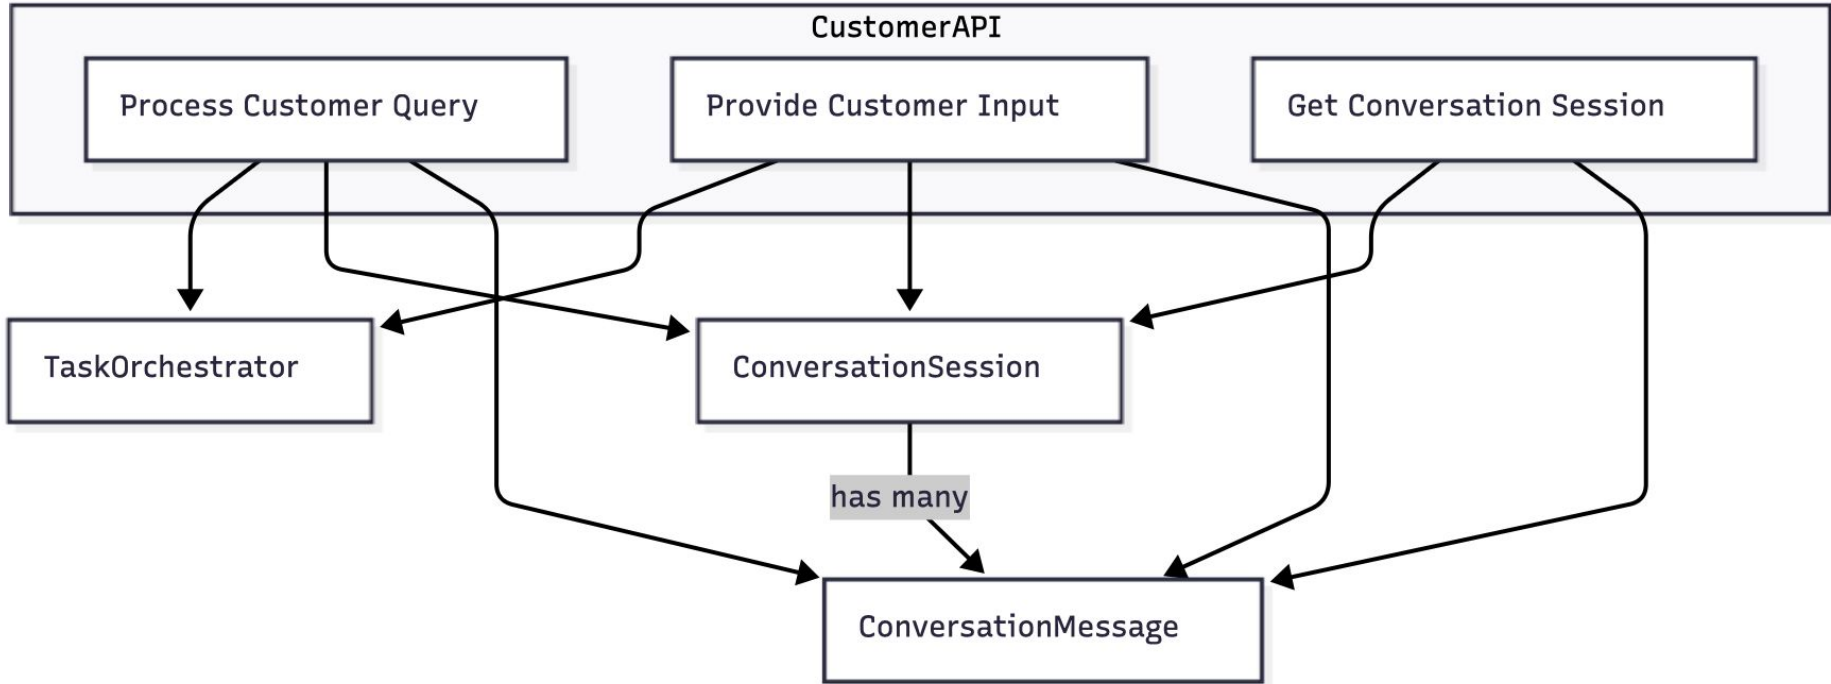 CustomerAPI
Process Customer Query
Provide Customer Input
Get Conversation Session
TaskOrchestrator
ConversationSession
has many
ConversationMessage